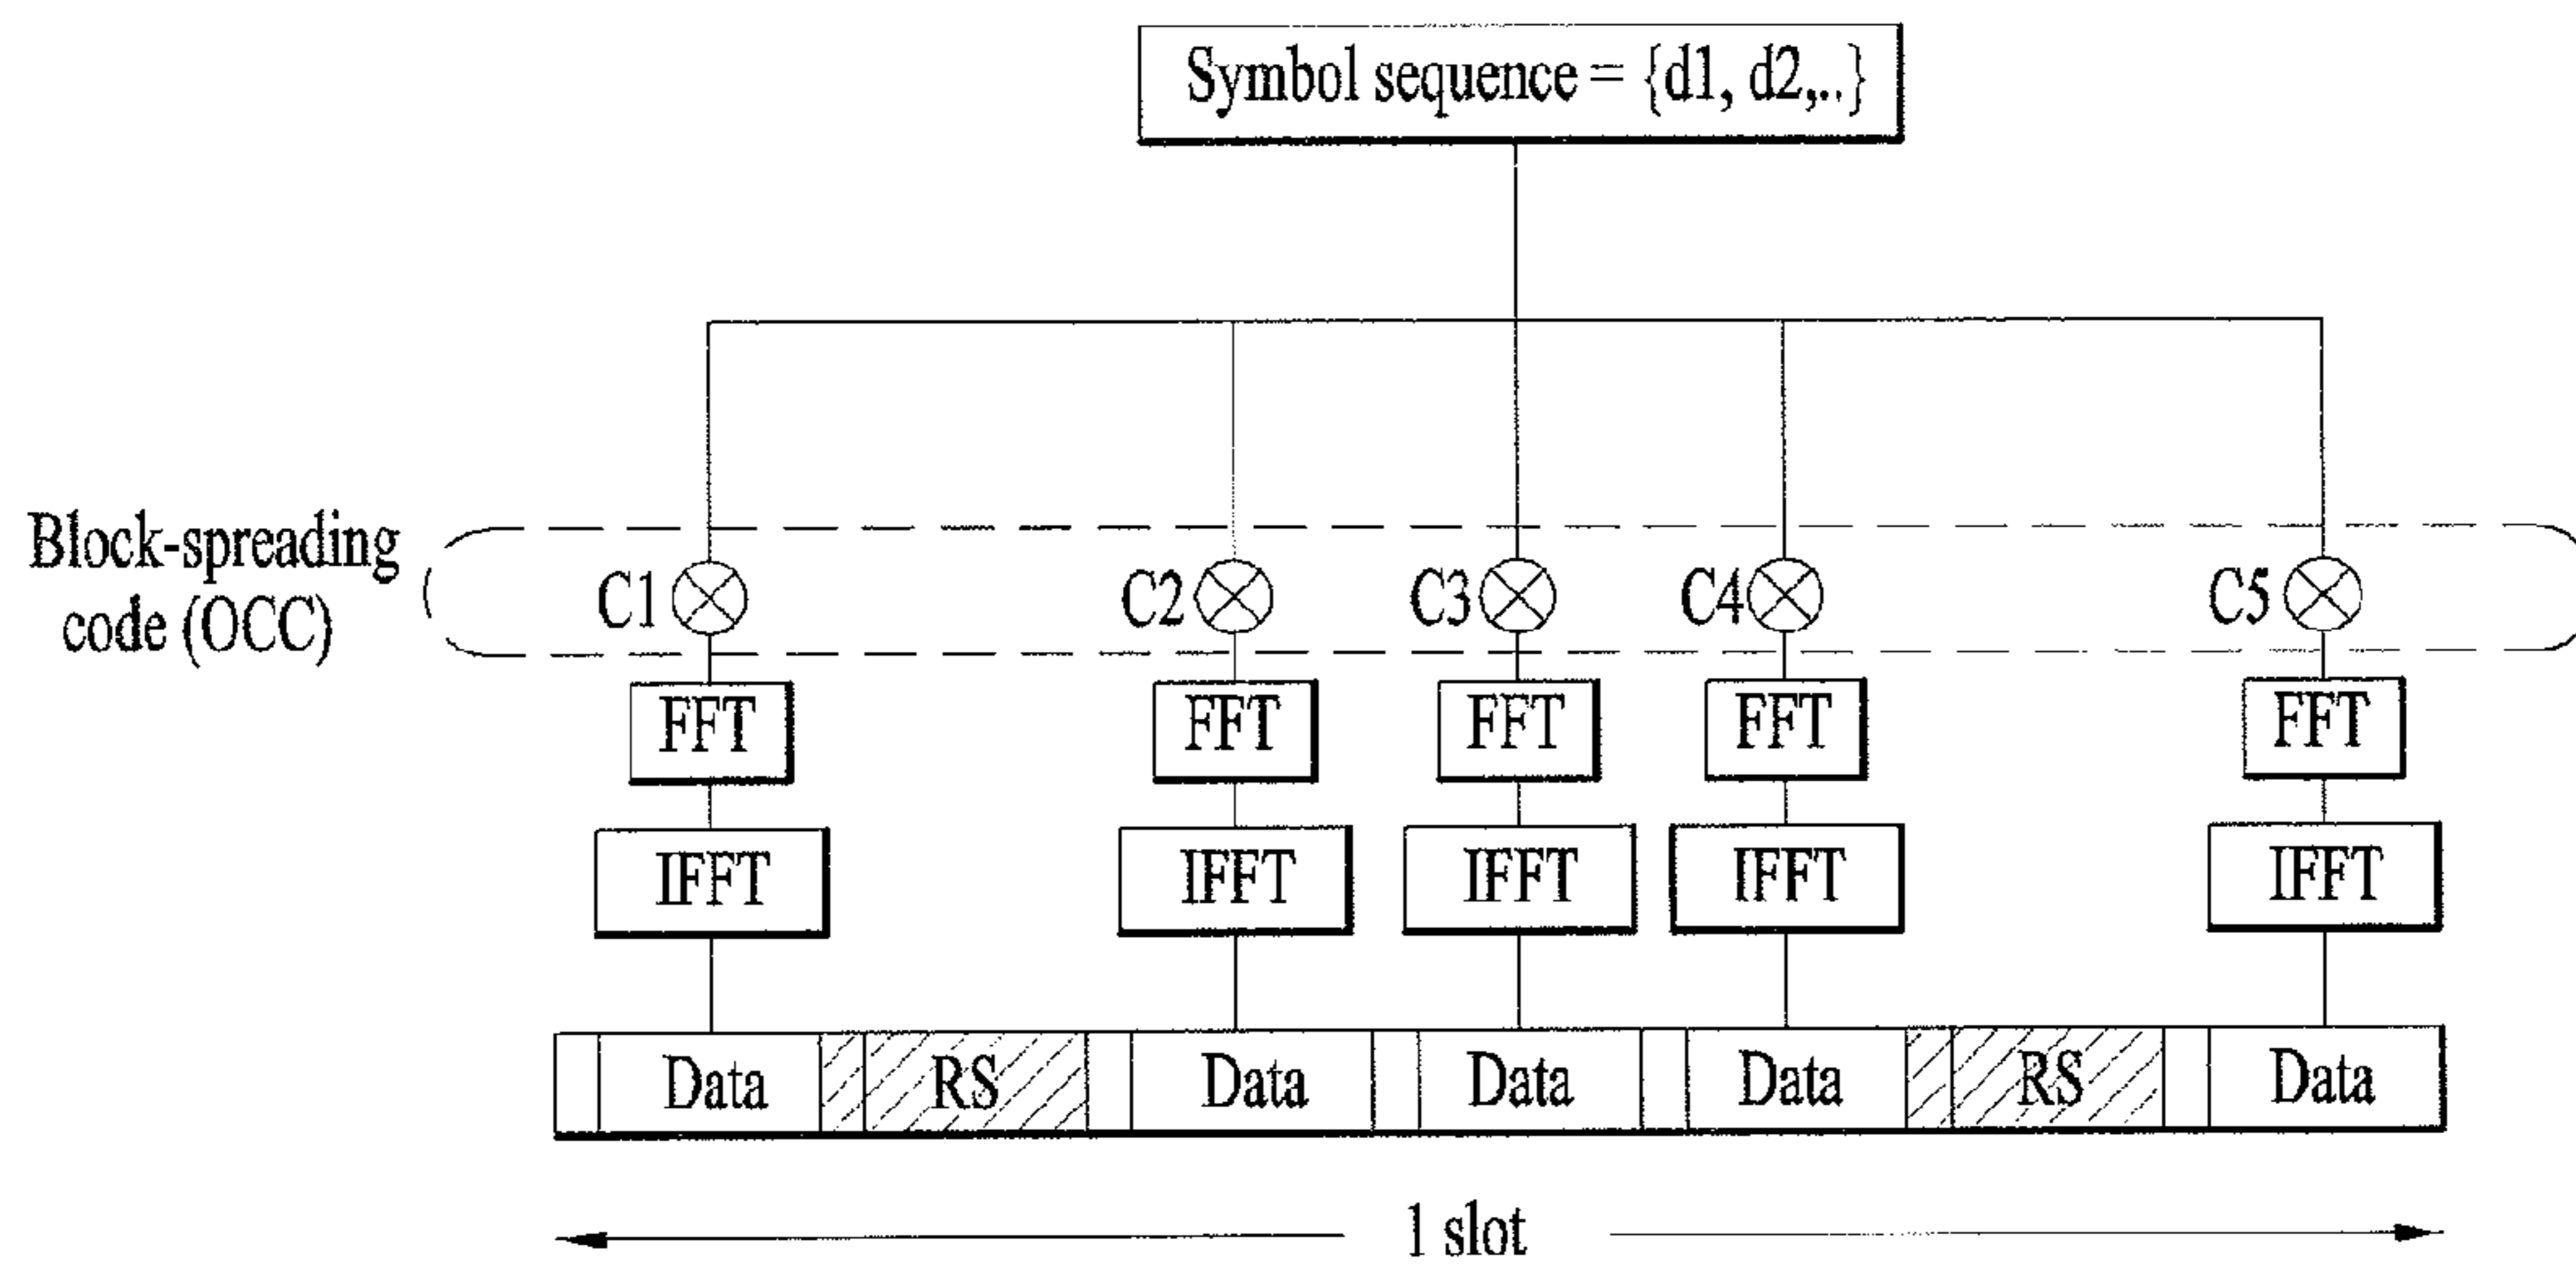 Symbol sequence = {d1, d2,..}
Block-spreading
code (OCC)
C1 C2 C3 C4 C5
FFT FFT FFT FFT FFT
IFFT IFFT IFFT IFFT IFFT
Data RS Data Data Data RS Data
1 slot